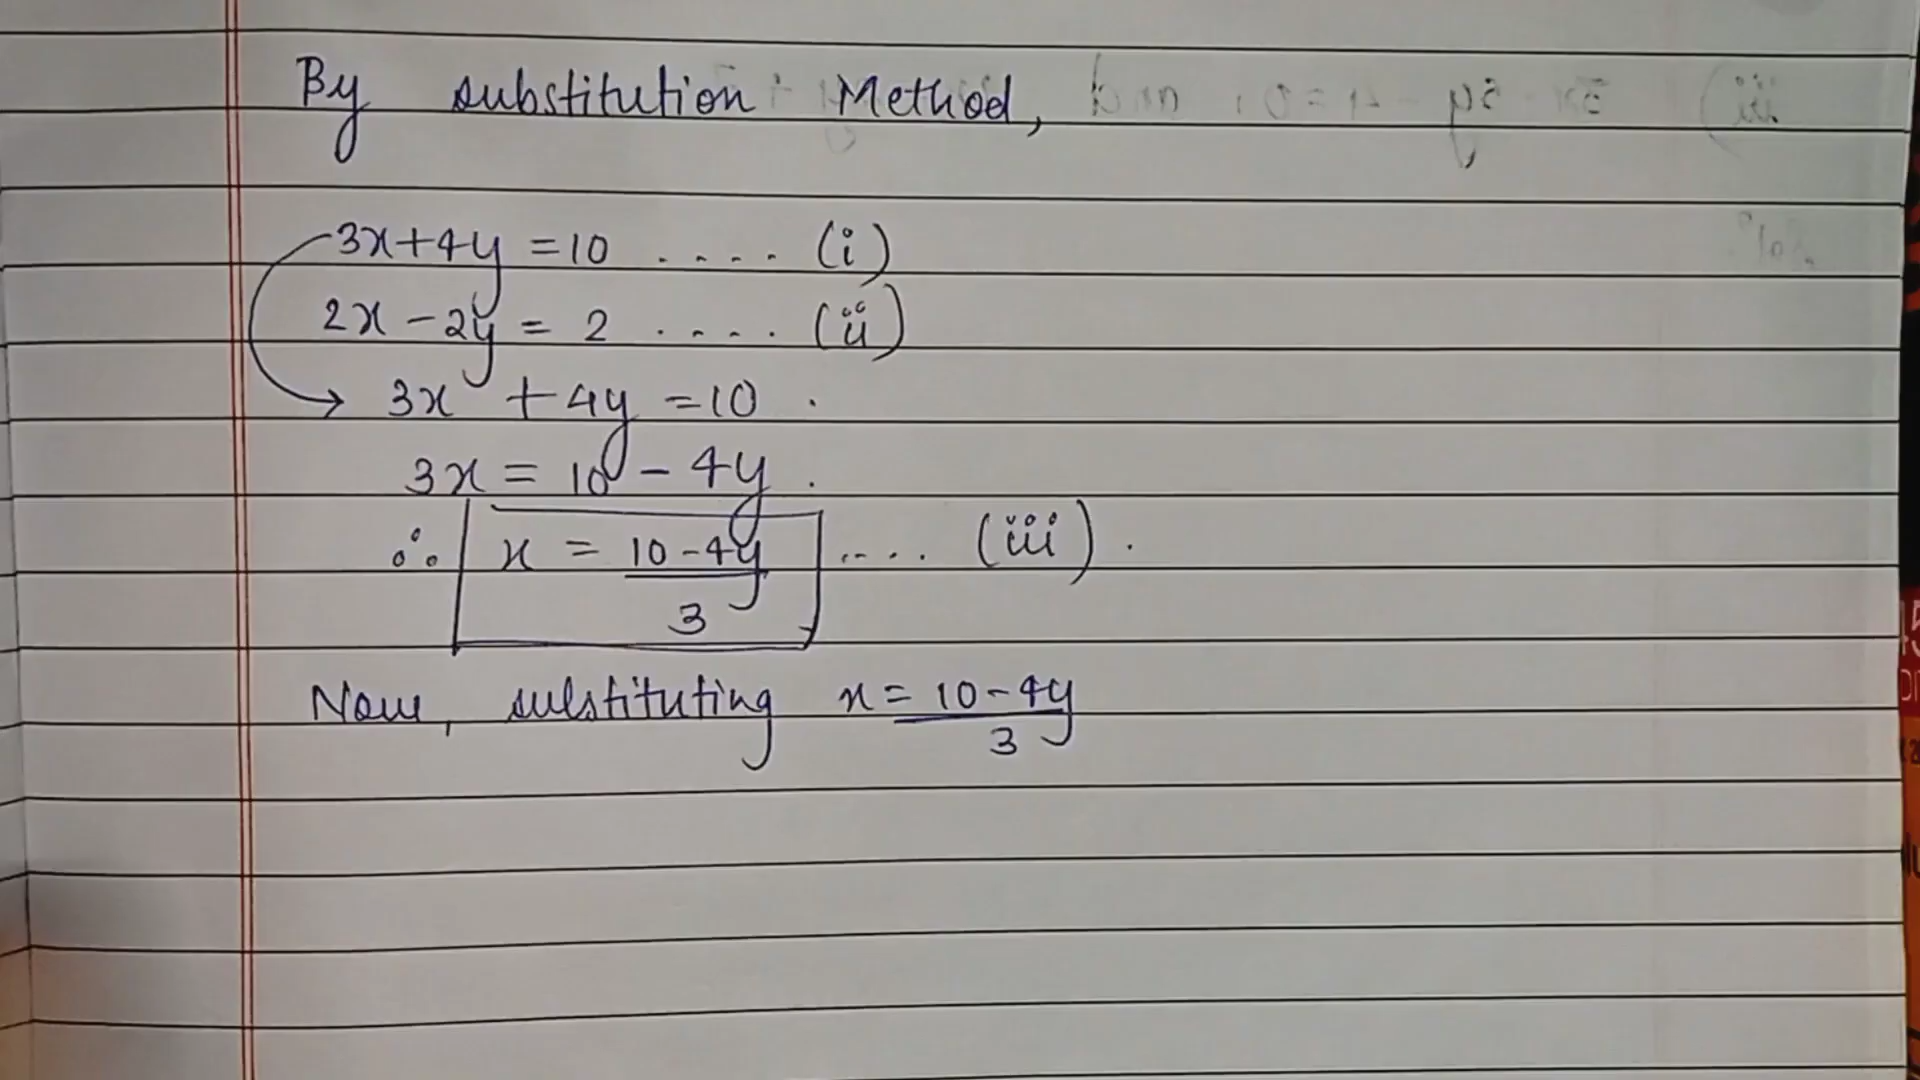 By substitution Method,
3x+4y = 10 .... (i)
2x - 2y = 2 .... (ii)
3x + 4y = 10 .
3x = 10 - 4y .
∴ x = 10-4y .... (iii) .
3
Now, substituting x = 10-4y
3